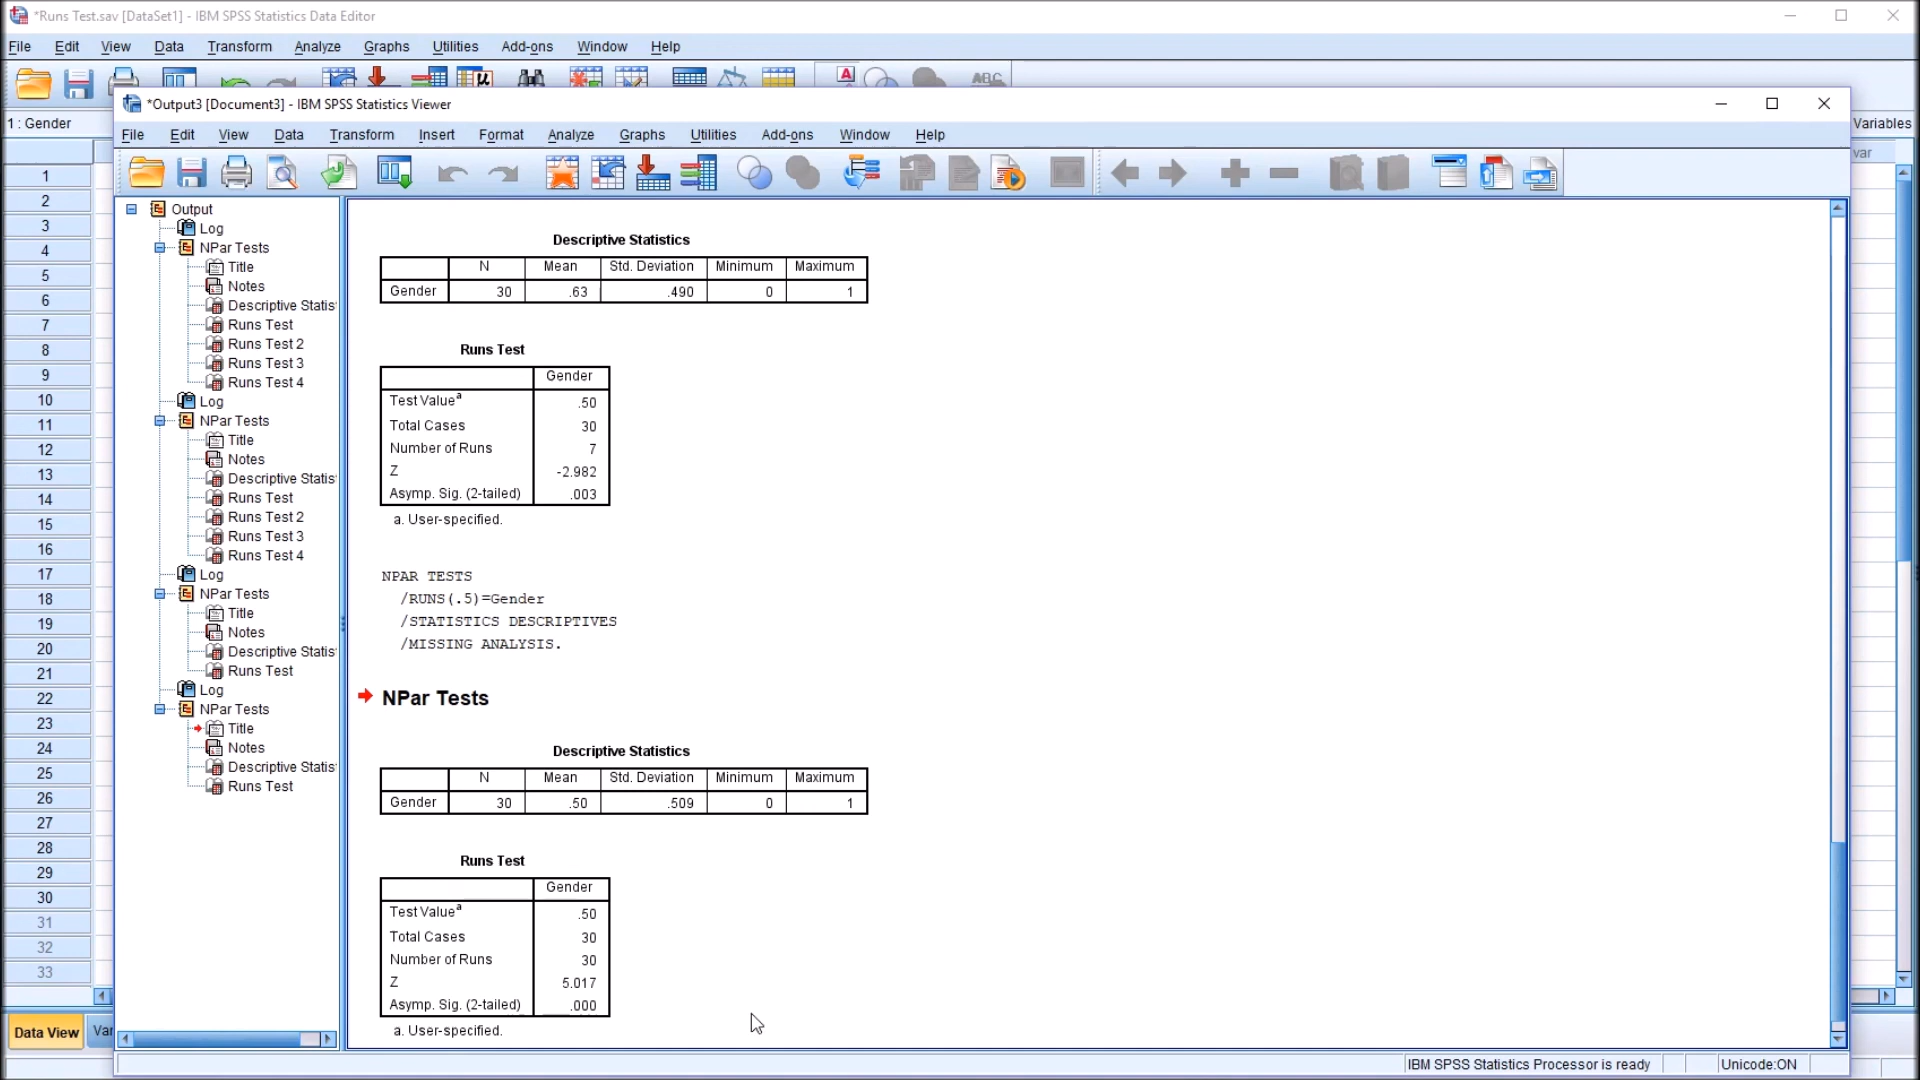 *Runs Test.sav [DataSet1] - IBM SPSS Statistics Data Editor
File Edit View Data Transform Analyze Graphs Utilities Add-ons Window Help
*Output3 [Document3] - IBM SPSS Statistics Viewer
1 : Gender
Variables
File Edit View Data Transform Insert Format Analyze Graphs Utilities Add-ons Window Help
var
1
2
3
4
5
6
7
8
9
10
11
12
13
14
15
16
17
18
19
20
21
22
23
24
25
26
27
28
29
30
31
32
33
Output
Log
NPar Tests
Title
Notes
Descriptive Statis
Runs Test
Runs Test 2
Runs Test 3
Runs Test 4
Log
NPar Tests
Title
Notes
Descriptive Statis
Runs Test
Runs Test 2
Runs Test 3
Runs Test 4
Log
NPar Tests
Title
Notes
Descriptive Statis
Runs Test
Log
NPar Tests
Title
Notes
Descriptive Statis
Runs Test
Descriptive Statistics
N Mean Std. Deviation Minimum Maximum
Gender 30 .63 .490 0 1
Runs Test
Gender
Test Value a .50
Total Cases 30
Number of Runs 7
Z -2.982
Asymp. Sig. (2-tailed) .003
a. User-specified.
NPAR TESTS
/RUNS(.5)=Gender
/STATISTICS DESCRIPTIVES
/MISSING ANALYSIS.
NPar Tests
Descriptive Statistics
N Mean Std. Deviation Minimum Maximum
Gender 30 .50 .509 0 1
Runs Test
Gender
Test Value a .50
Total Cases 30
Number of Runs 30
Z 5.017
Asymp. Sig. (2-tailed) .000
a. User-specified.
Data View Var
IBM SPSS Statistics Processor is ready Unicode:ON